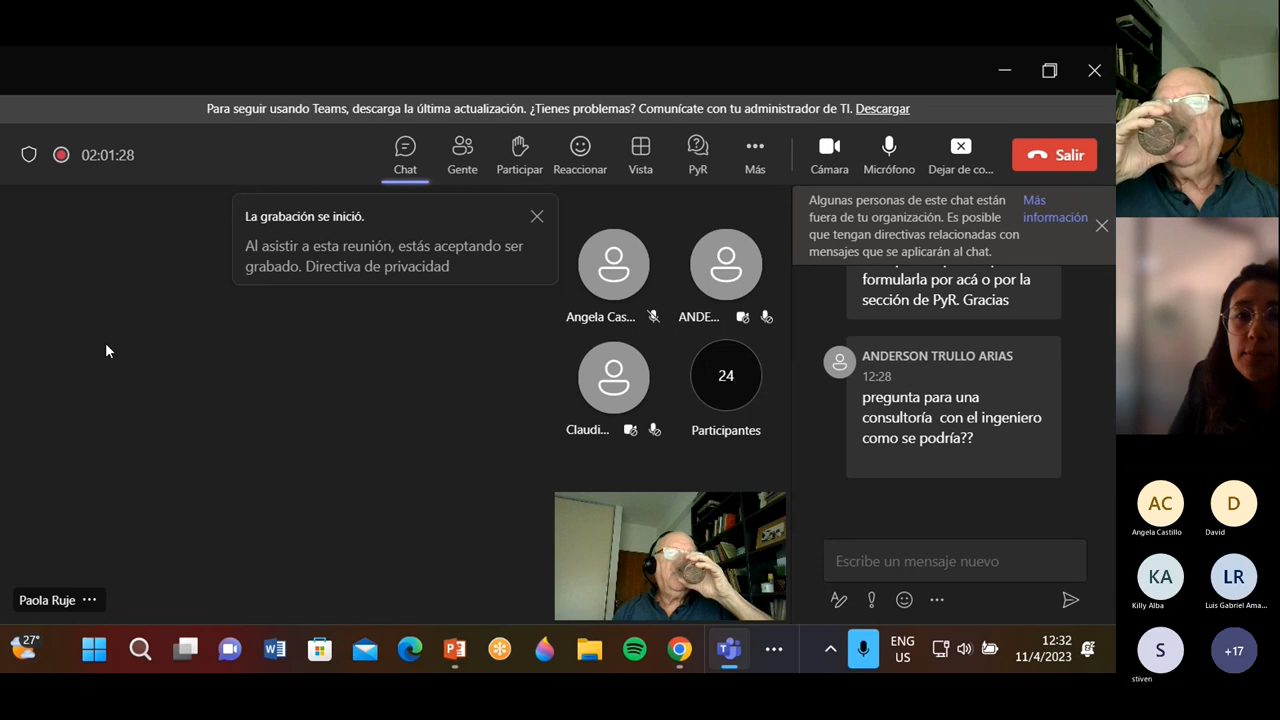 Para seguir usando Teams, descarga la última actualización. ¿Tienes problemas? Comunícate con tu administrador de TI. Descargar
02:01:28
Chat
Gente
Participar
Reaccionar
Vista
PyR
Más
Cámara
Micrófono
Dejar de co...
Salir
La grabación se inició.
Al asistir a esta reunión, estás aceptando ser
grabado. Directiva de privacidad
Angela Cas...
ANDE...
Claudi...
24
Participantes
Algunas personas de este chat están
fuera de tu organización. Es posible
que tengan directivas relacionadas con
mensajes que se aplicarán al chat.
Más
información
formularla por acá o por la
sección de PyR. Gracias
ANDERSON TRULLO ARIAS
12:28
pregunta para una
consultoría con el ingeniero
como se podría??
Escribe un mensaje nuevo
Paola Ruje
27°
ENG
US
12:32
11/4/2023
AC
Angela Castillo
D
David
KA
Killy Alba
LR
Luis Gabriel Ama...
S
stiven
+17